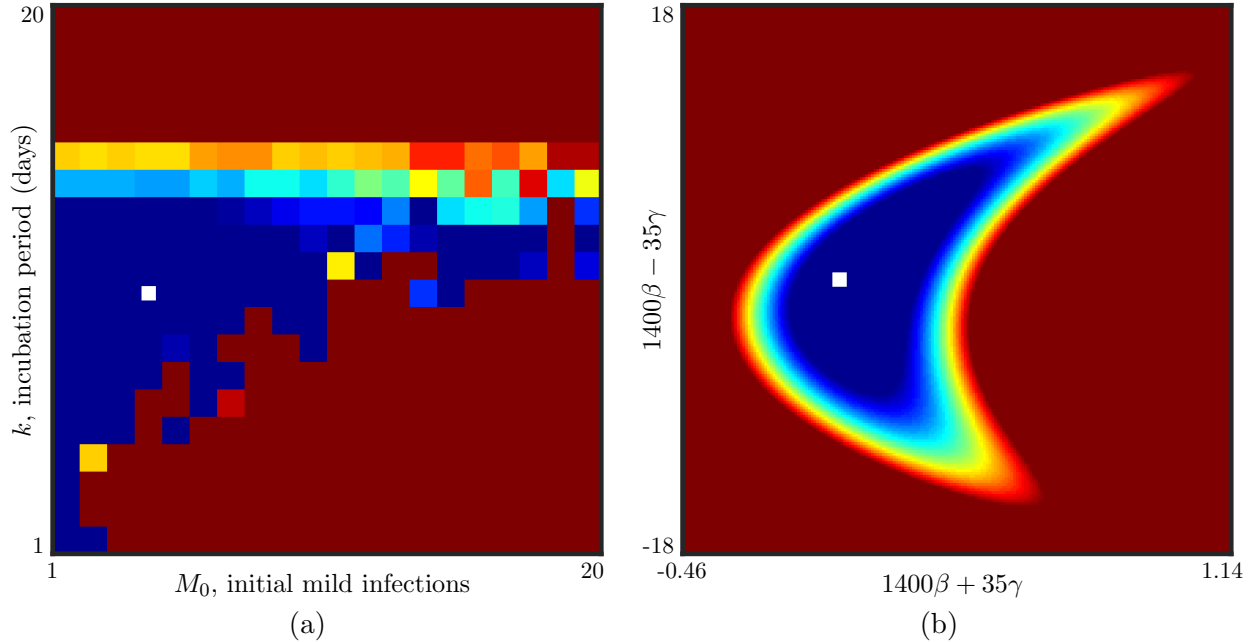 20
k, incubation period (days)
1
1
20
M₀, initial mild infections
(a)
18
1400β − 35γ
-18
-0.46
1.14
1400β + 35γ
(b)